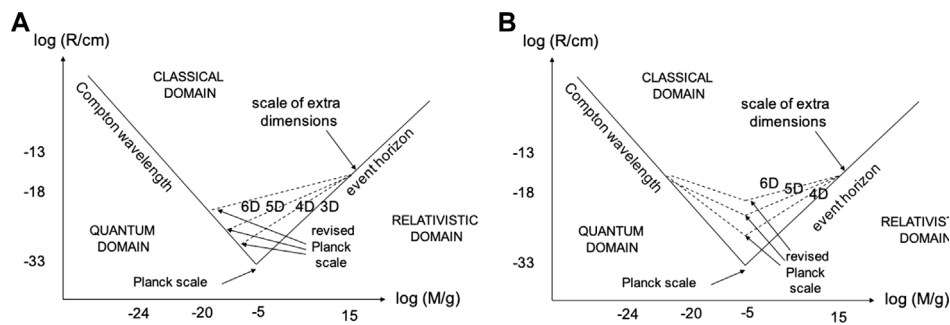 A
log (R/cm)
CLASSICAL
DOMAIN
scale of extra
dimensions
Compton wavelength
event horizon
-13
-18
-33
6D 5D 4D 3D
QUANTUM
DOMAIN
revised
Planck
scale
RELATIVISTIC
DOMAIN
Planck scale
log (M/g)
-24 -20 -5 15
B
log (R/cm)
CLASSICAL
DOMAIN
scale of extra
dimensions
Compton wavelength
event horizon
-13
-18
-33
6D 5D 4D
QUANTUM
DOMAIN
revised
Planck
scale
RELATIVIST
DOMAIN
Planck scale
log (M/g)
-24 -20 -5 15